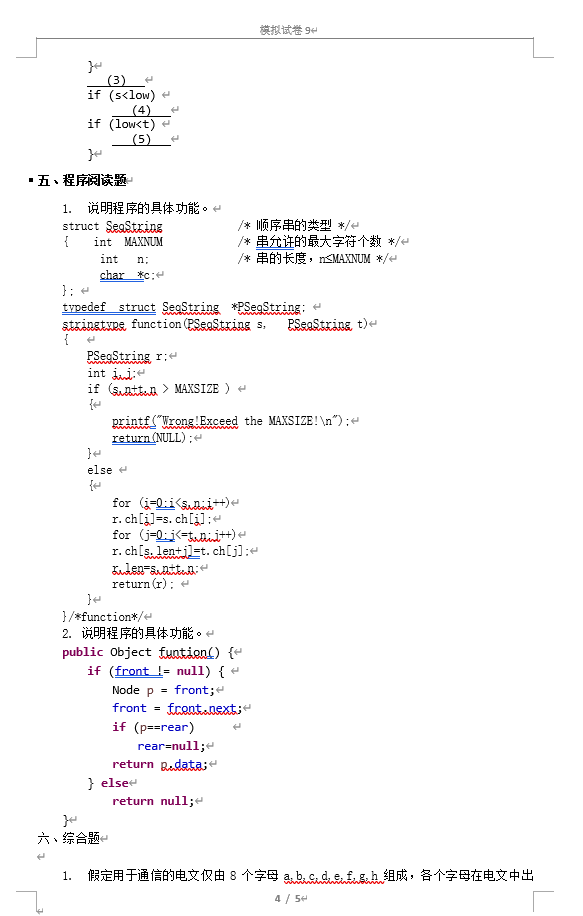 模拟试卷 9
}
(3)
if (s<low)
(4)
if (low<t)
(5)
}
五、程序阅读题
1. 说明程序的具体功能。
struct SeqString /* 顺序串的类型 */
{ int MAXNUM /* 串允许的最大字符个数 */
int n; /* 串的长度，n≤MAXNUM */
char *c;
};
typedef struct SeqString *PSeqString;
stringtype function(PSeqString s, PSeqString t)
{
PSeqString r;
int i,j;
if (s,n+t.n > MAXSIZE )
{
printf("Wrong!Exceed the MAXSIZE!\n");
return(NULL);
}
else
{
for (i=0;i<s,n;i++)
r.ch[i]=s.ch[i];
for (j=0;j<=t,n;j++)
r.ch[s.len+j]=t.ch[j];
r.len=s,n+t.n;
return(r);
}
}/*function*/
2. 说明程序的具体功能。
public Object funtion() {
if (front != null) {
Node p = front;
front = front.next;
if (p==rear)
rear=null;
return p.data;
} else
return null;
}
六、综合题
1. 假定用于通信的电文仅由 8 个字母 a,b,c,d,e,f,g,h 组成，各个字母在电文中出
4 / 5